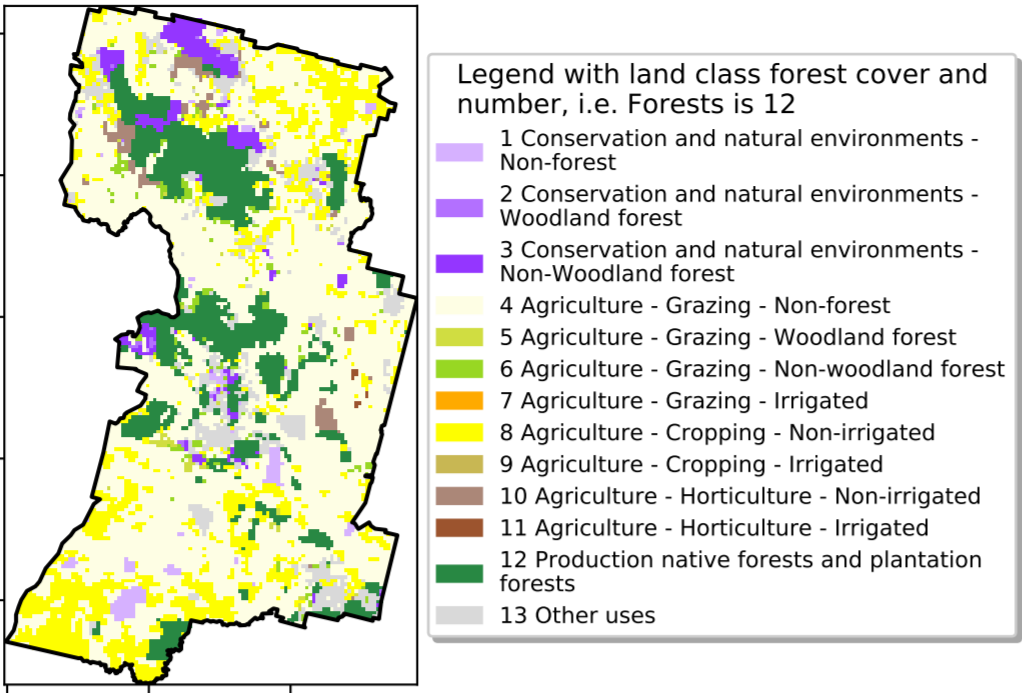 Legend with land class forest cover and
number, i.e. Forests is 12
1 Conservation and natural environments -
Non-forest
2 Conservation and natural environments -
Woodland forest
3 Conservation and natural environments -
Non-Woodland forest
4 Agriculture - Grazing - Non-forest
5 Agriculture - Grazing - Woodland forest
6 Agriculture - Grazing - Non-woodland forest
7 Agriculture - Grazing - Irrigated
8 Agriculture - Cropping - Non-irrigated
9 Agriculture - Cropping - Irrigated
10 Agriculture - Horticulture - Non-irrigated
11 Agriculture - Horticulture - Irrigated
12 Production native forests and plantation
forests
13 Other uses